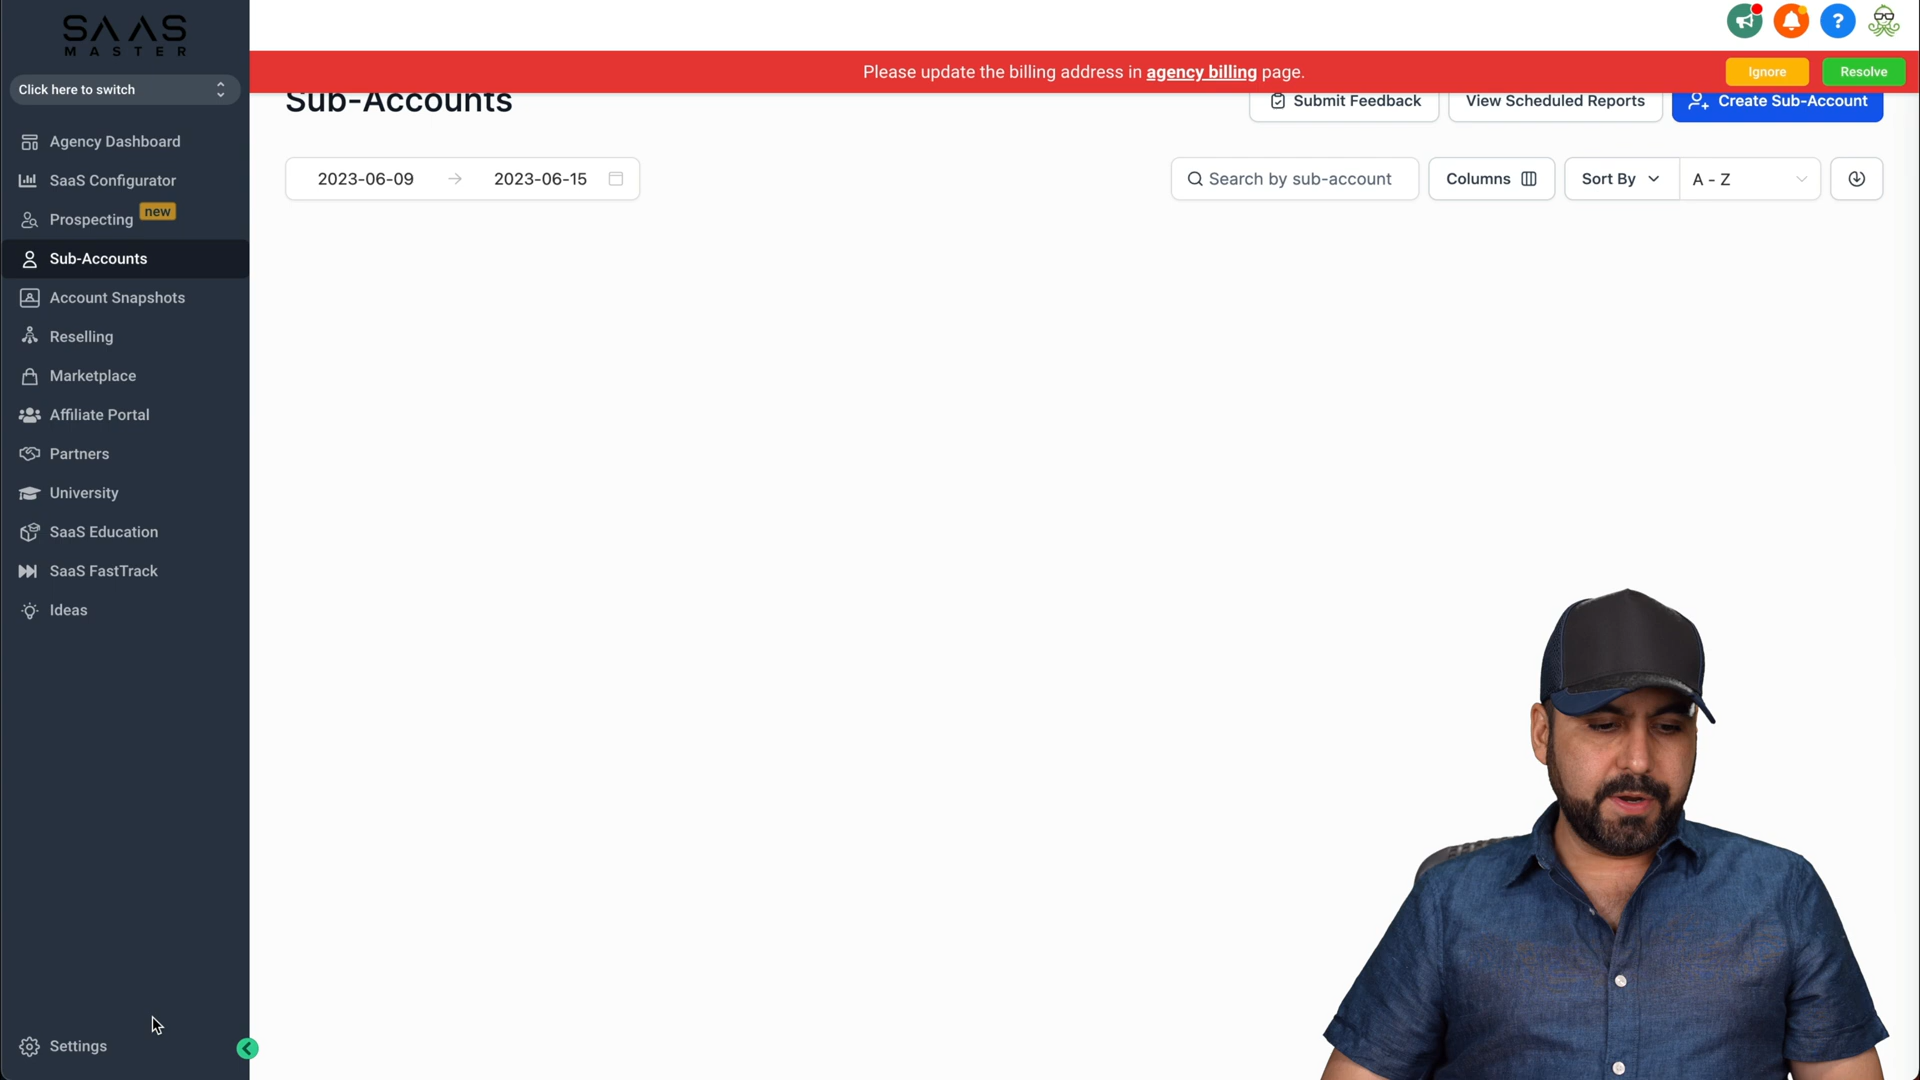 SAAS
MASTER
Click here to switch
Agency Dashboard
SaaS Configurator
Prospecting new
Sub-Accounts
Account Snapshots
Reselling
Marketplace
Affiliate Portal
Partners
University
SaaS Education
SaaS FastTrack
Ideas
Settings
?
Please update the billing address in agency billing page.
Ignore
Resolve
Sub-Accounts
Submit Feedback
View Scheduled Reports
Create Sub-Account
2023-06-09 → 2023-06-15
Search by sub-account
Columns
Sort By
A - Z